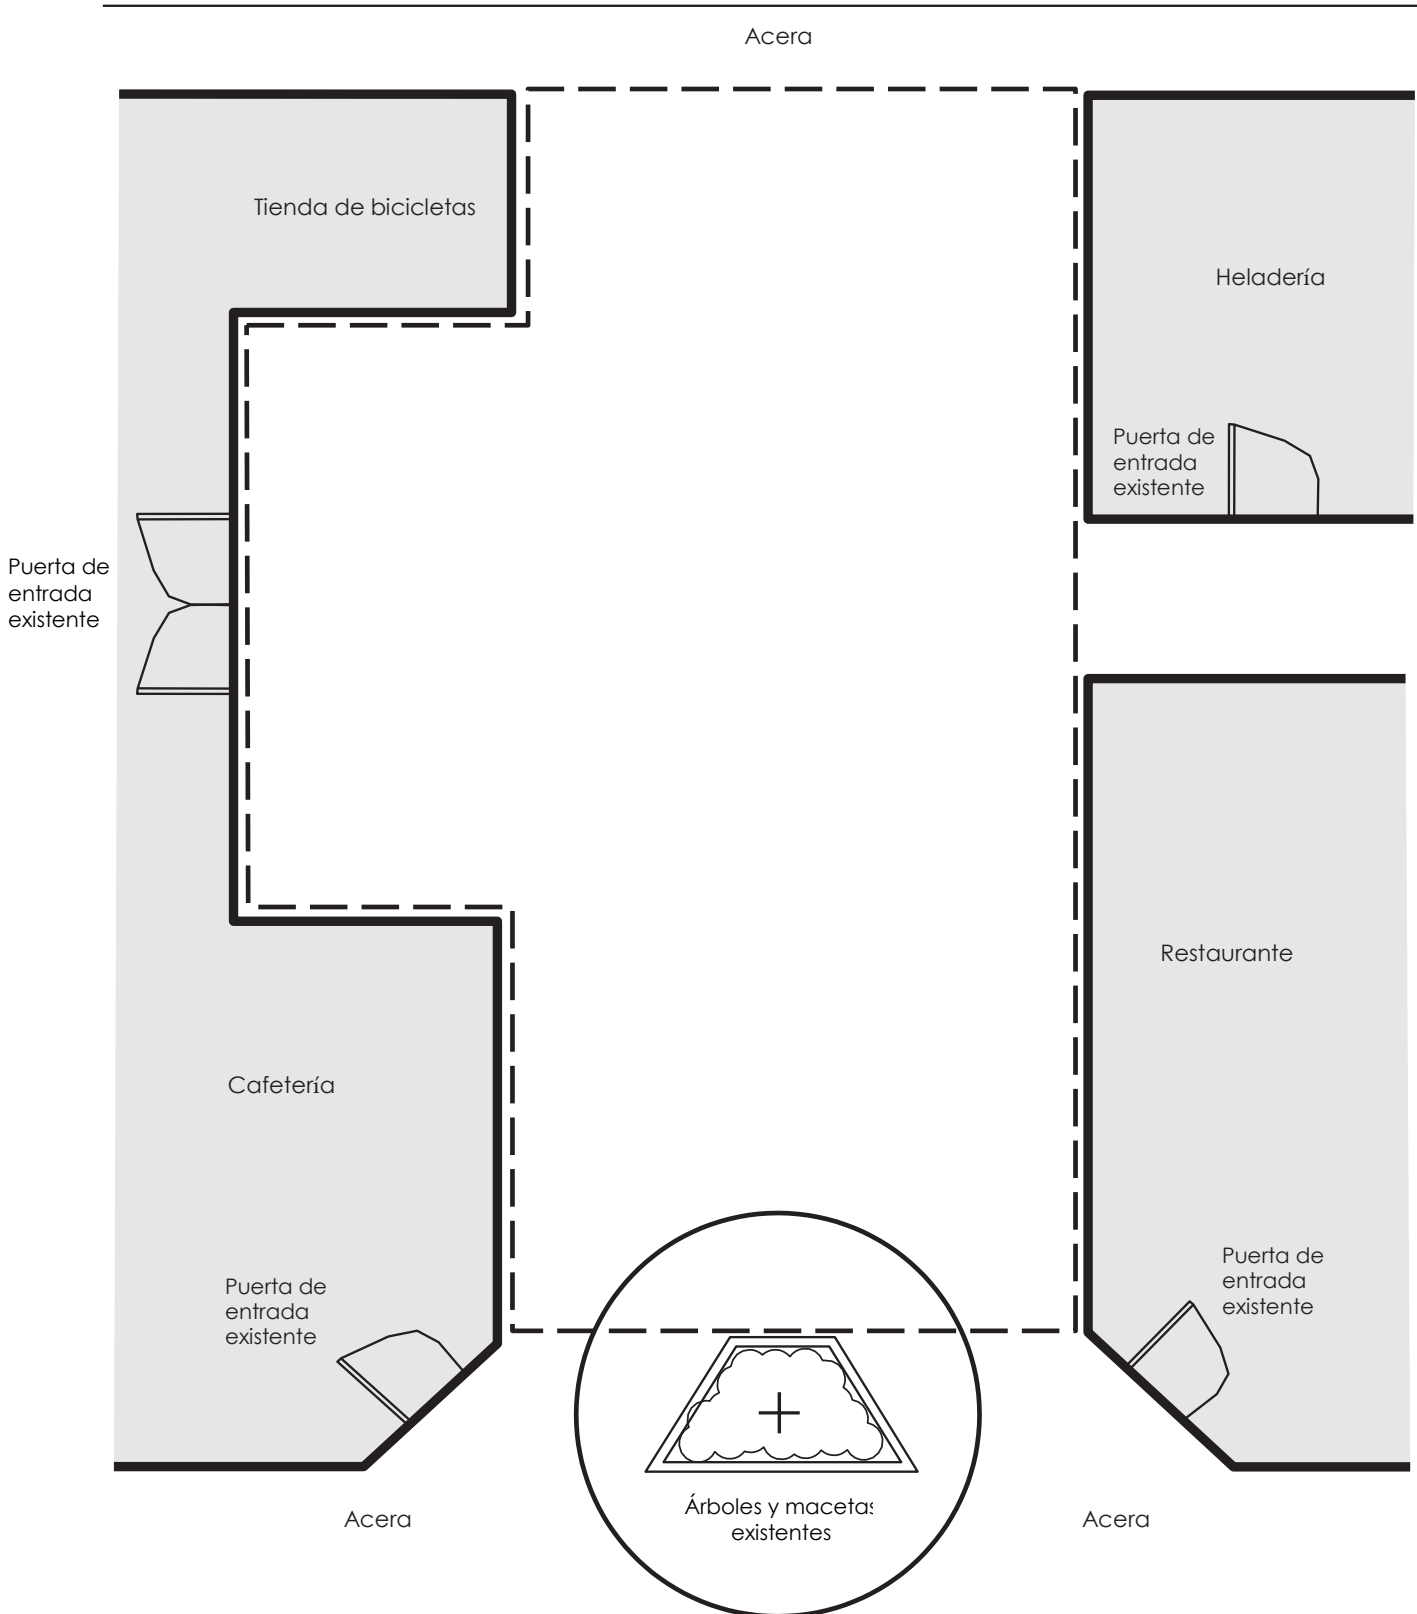 Acera
Tienda de bicicletas
Heladería
Puerta de
entrada
existente
Puerta de
entrada
existente
Restaurante
Cafetería
Puerta de
entrada
existente
Puerta de
entrada
existente
Árboles y macetas
existentes
Acera
Acera